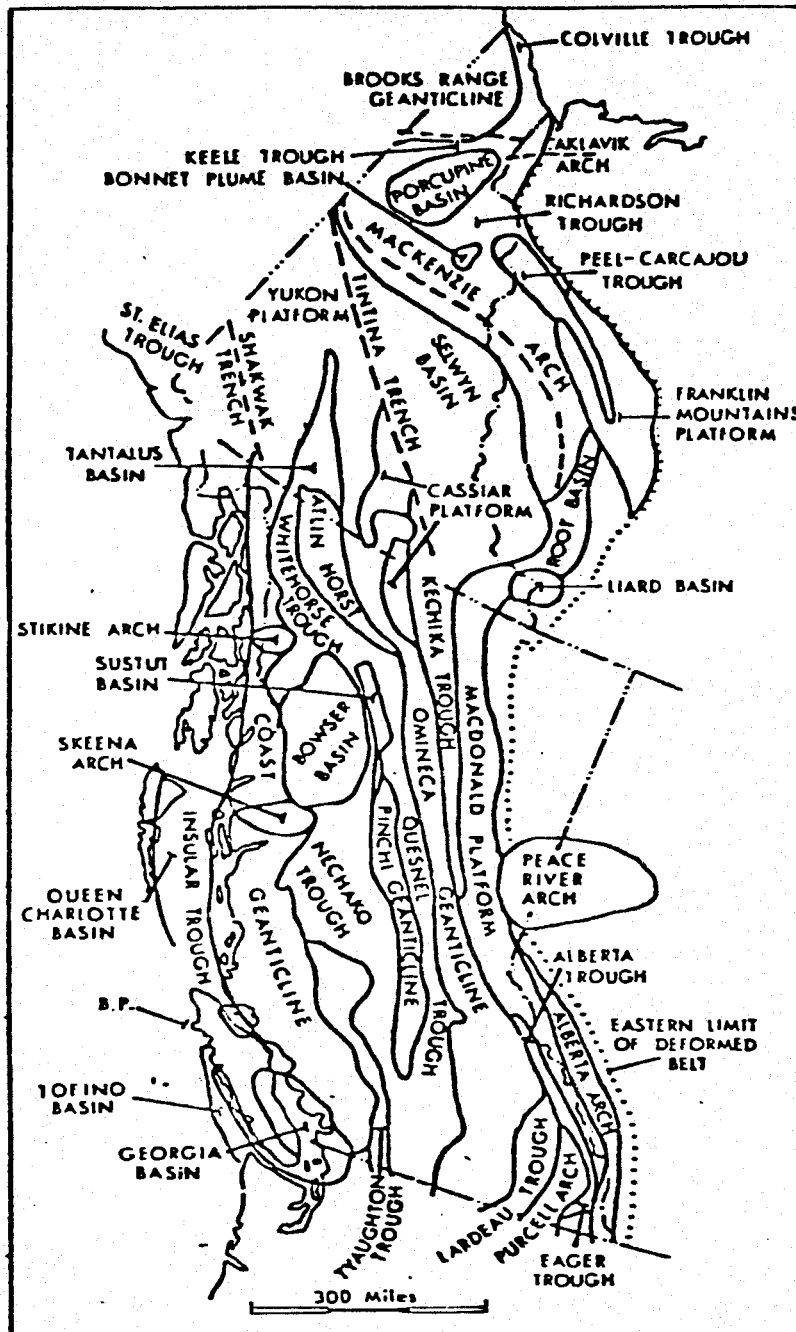 COLVILLE TROUGH
BROOKS RANGE
GEANTICLINE
KEELE TROUGH
BONNET PLUME BASIN
PORCUPINE
BASIN
AKLAVIK
ARCH
RICHARDSON
TROUGH
PEEL-CARCAJOU
TROUGH
MACKENZIE
ARCH
YUKON
PLATFORM
TINTINA TRENCH
ST. ELIAS
TROUGH
SHAKWAK
TRENCH
SELWYN
BASIN
FRANKLIN
MOUNTAINS
PLATFORM
TANTALUS
BASIN
CASSIAR
PLATFORM
ATLIN HORST
WHITEHORSE
TROUGH
ROOT BASIN
LIARD BASIN
STIKINE ARCH
SUSTUT
BASIN
KECHIKA TROUGH
BOWSER
BASIN
SKEENA
ARCH
COAST
GEANTICLINE
OMINECA
GEANTICLINE
MACDONALD PLATFORM
INSULAR TROUGH
NECHAKO
TROUGH
PINCHI GEANTICLINE
QUESNEL
TROUGH
PEACE
RIVER
ARCH
QUEEN
CHARLOTTE
BASIN
ALBERTA
TROUGH
B.P.
ALBERTA ARCH
EASTERN LIMIT
OF DEFORMED
BELT
TOFINO
BASIN
GEORGIA
BASIN
TYAUGHTON
TROUGH
LARDEAU TROUGH
PURCELL ARCH
EAGER
TROUGH
300 Miles